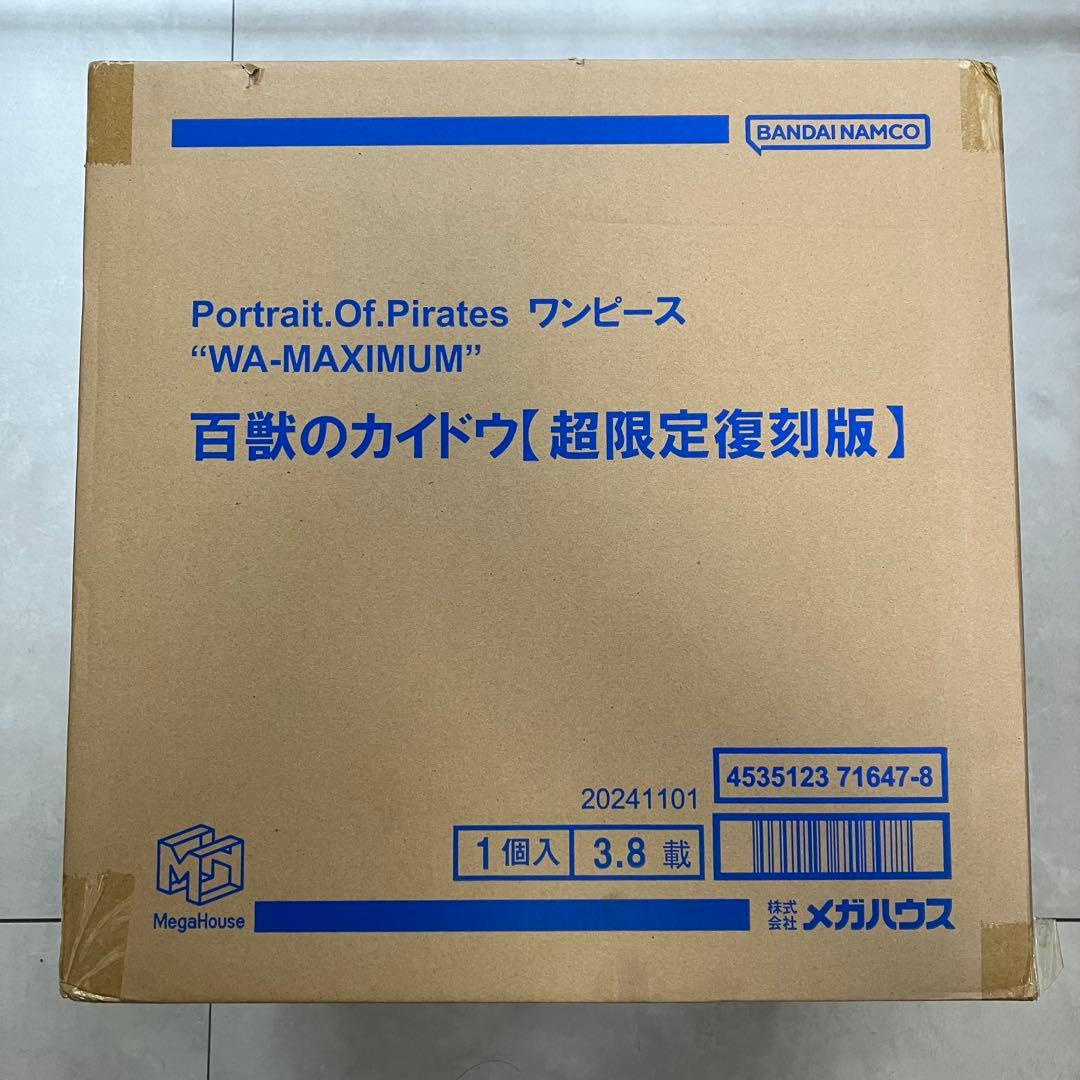 BANDAI NAMCO
Portrait.Of.Pirates ワンピース
“WA-MAXIMUM”
百獣のカイドウ【超限定復刻版】
4535123 71647-8
20241101
1個入 3.8 載
MegaHouse
株式会社 メガハウス